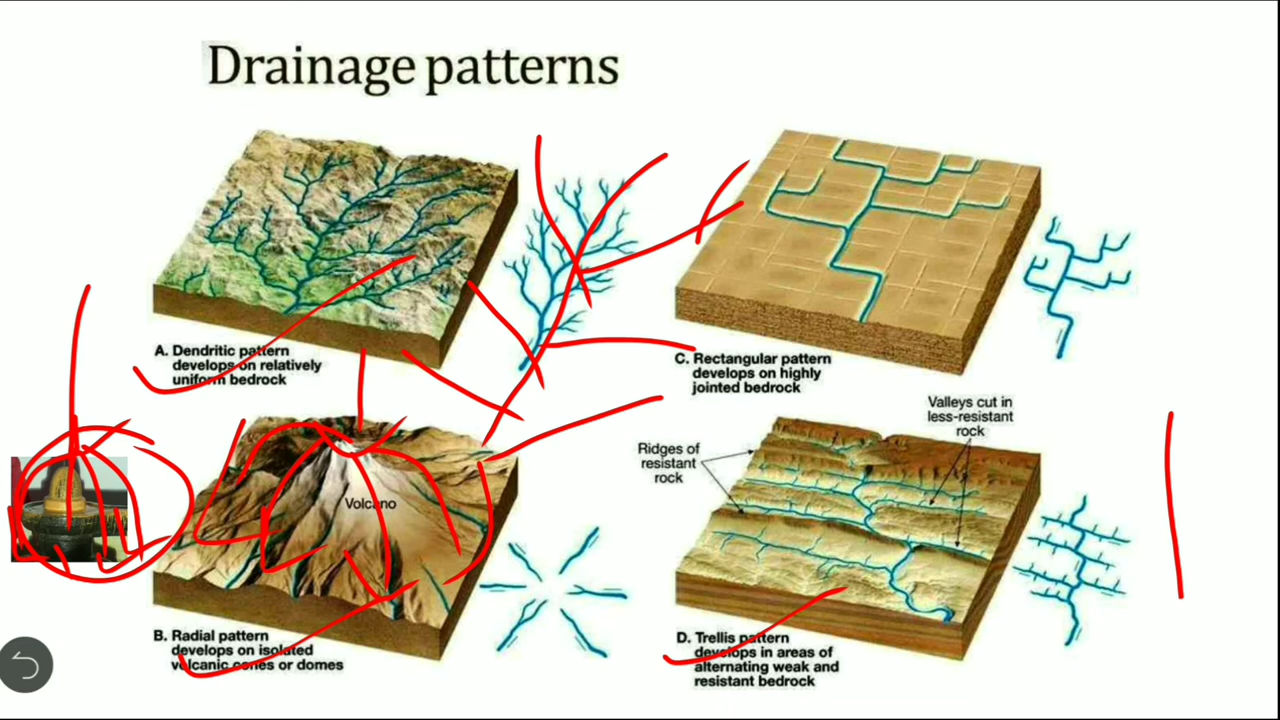 Drainage patterns
A. Dendritic pattern
develops on relatively
uniform bedrock
C. Rectangular pattern
develops on highly
jointed bedrock
Volcano
B. Radial pattern
develops on isolated
volcanic cones or domes
Ridges of
resistant
rock
Valleys cut in
less-resistant
rock
D. Trellis pattern
develops in areas of
alternating weak and
resistant bedrock